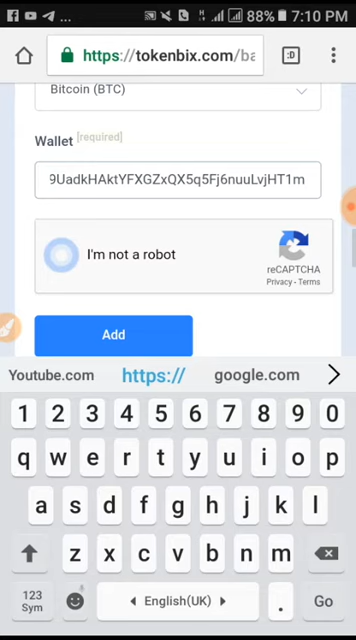 ... 88% 7:10 PM
https://tokenbix.com/ba
:D
Bitcoin (BTC)
Wallet [required]
9UadkHAktYFXGZxQX5q5Fj6nuuLvjHT1m
I'm not a robot
reCAPTCHA
Privacy - Terms
Add
Youtube.com https:// google.com
1 2 3 4 5 6 7 8 9 0
q w e r t y u i o p
a s d f g h j k l
z x c v b n m
123
Sym
English(UK)
. Go